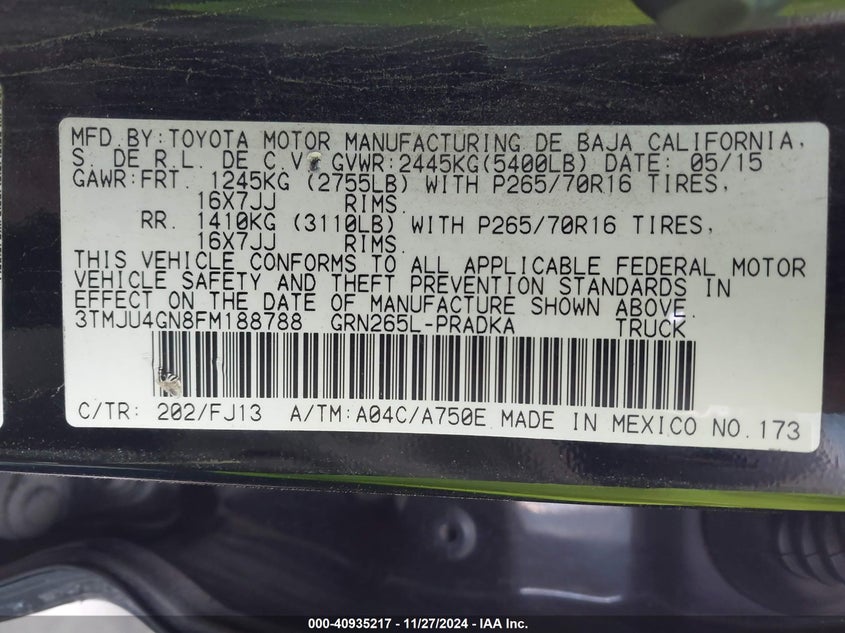 MFD.BY:TOYOTA MOTOR MANUFACTURING DE BAJA CALIFORNIA,
S. DE R.L. DE C.V. GVWR:2445KG(5400LB) DATE: 05/15
GAWR:FRT. 1245KG (2755LB) WITH P265/70R16 TIRES,
16X7JJ RIMS.
RR. 1410KG (3110LB) WITH P265/70R16 TIRES,
16X7JJ RIMS.
THIS VEHICLE CONFORMS TO ALL APPLICABLE FEDERAL MOTOR
VEHICLE SAFETY AND THEFT PREVENTION STANDARDS IN
EFFECT ON THE DATE OF MANUFACTURE SHOWN ABOVE.
3TMJU4GN8FM188788 GRN265L-PRADKA TRUCK
C/TR: 202/FJ13 A/TM:A04C/A750E MADE IN MEXICO NO.173
000-40935217 - 11/27/2024 - IAA Inc.